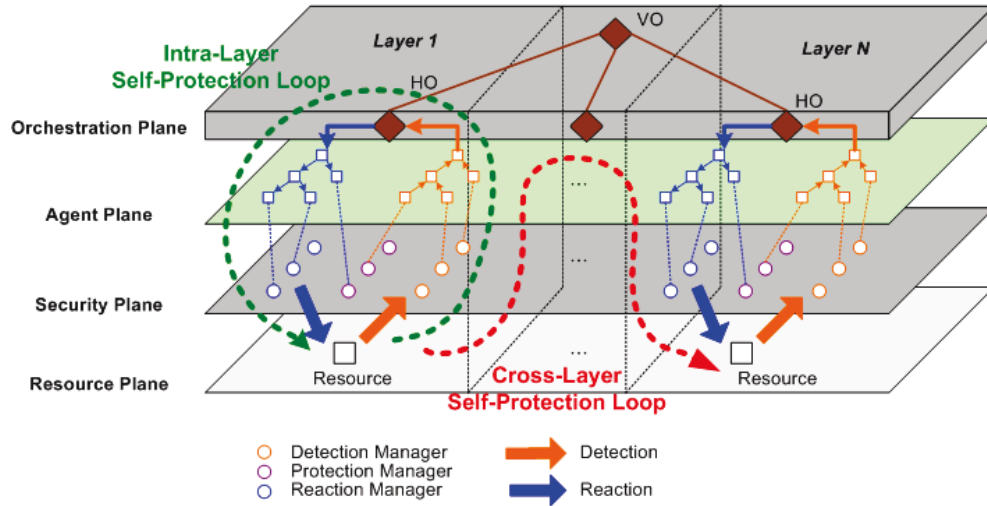 VO
Layer 1
Layer N
Intra-Layer
Self-Protection Loop
HO
HO
Orchestration Plane
...
Agent Plane
...
Security Plane
...
Resource Plane
Resource
Resource
Cross-Layer
Self-Protection Loop
Detection Manager
Detection
Protection Manager
Reaction Manager
Reaction